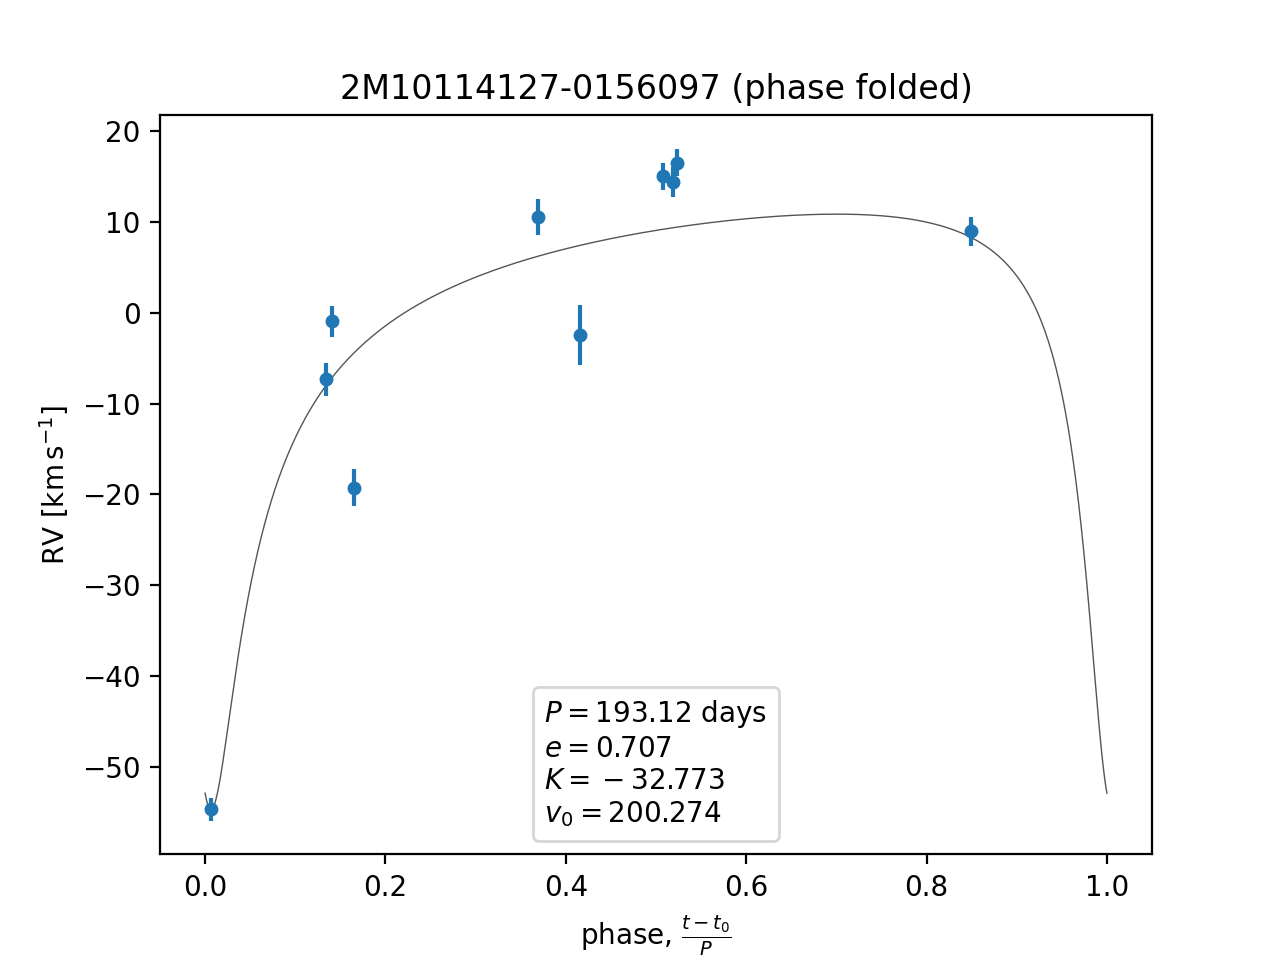 2M10114127-0156097 (phase folded)
20
10
0
−10
−20
−30
−40
−50
RV [km s⁻¹]
P = 193.12 days
e = 0.707
K = −32.773
v₀ = 200.274
0.0 0.2 0.4 0.6 0.8 1.0
phase, (t − t₀)/P